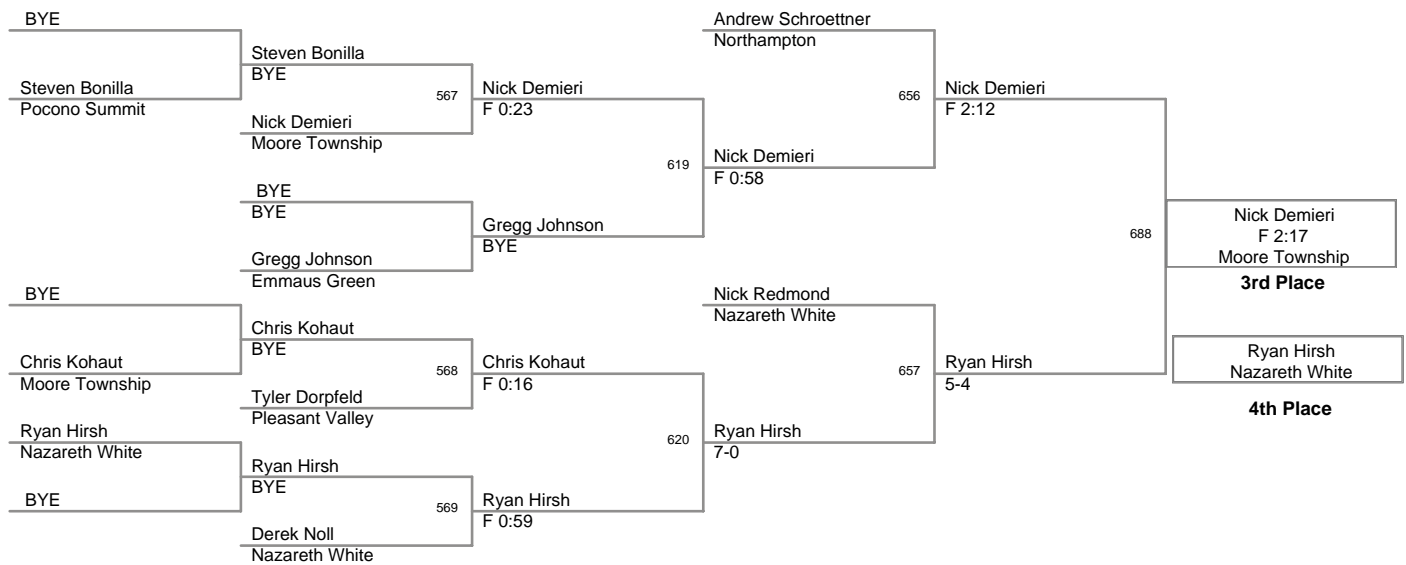 BYE
Steven Bonilla
Pocono Summit
BYE
Chris Kohaut
Moore Township
Ryan Hirsh
Nazareth White
BYE
Steven Bonilla
BYE
567
Nick Demieri
Moore Township
BYE
BYE
Gregg Johnson
Emmaus Green
Chris Kohaut
BYE
568
Tyler Dorpfeld
Pleasant Valley
Ryan Hirsh
BYE
569
Derek Noll
Nazareth White
Nick Demieri
F 0:23
619
Gregg Johnson
BYE
Chris Kohaut
F 0:16
620
Ryan Hirsh
F 0:59
Andrew Schroettner
Northampton
656
Nick Demieri
F 0:58
Nick Redmond
Nazareth White
657
Ryan Hirsh
7-0
Nick Demieri
F 2:12
688
Ryan Hirsh
5-4
Nick Demieri
F 2:17
Moore Township
3rd Place
Ryan Hirsh
Nazareth White
4th Place